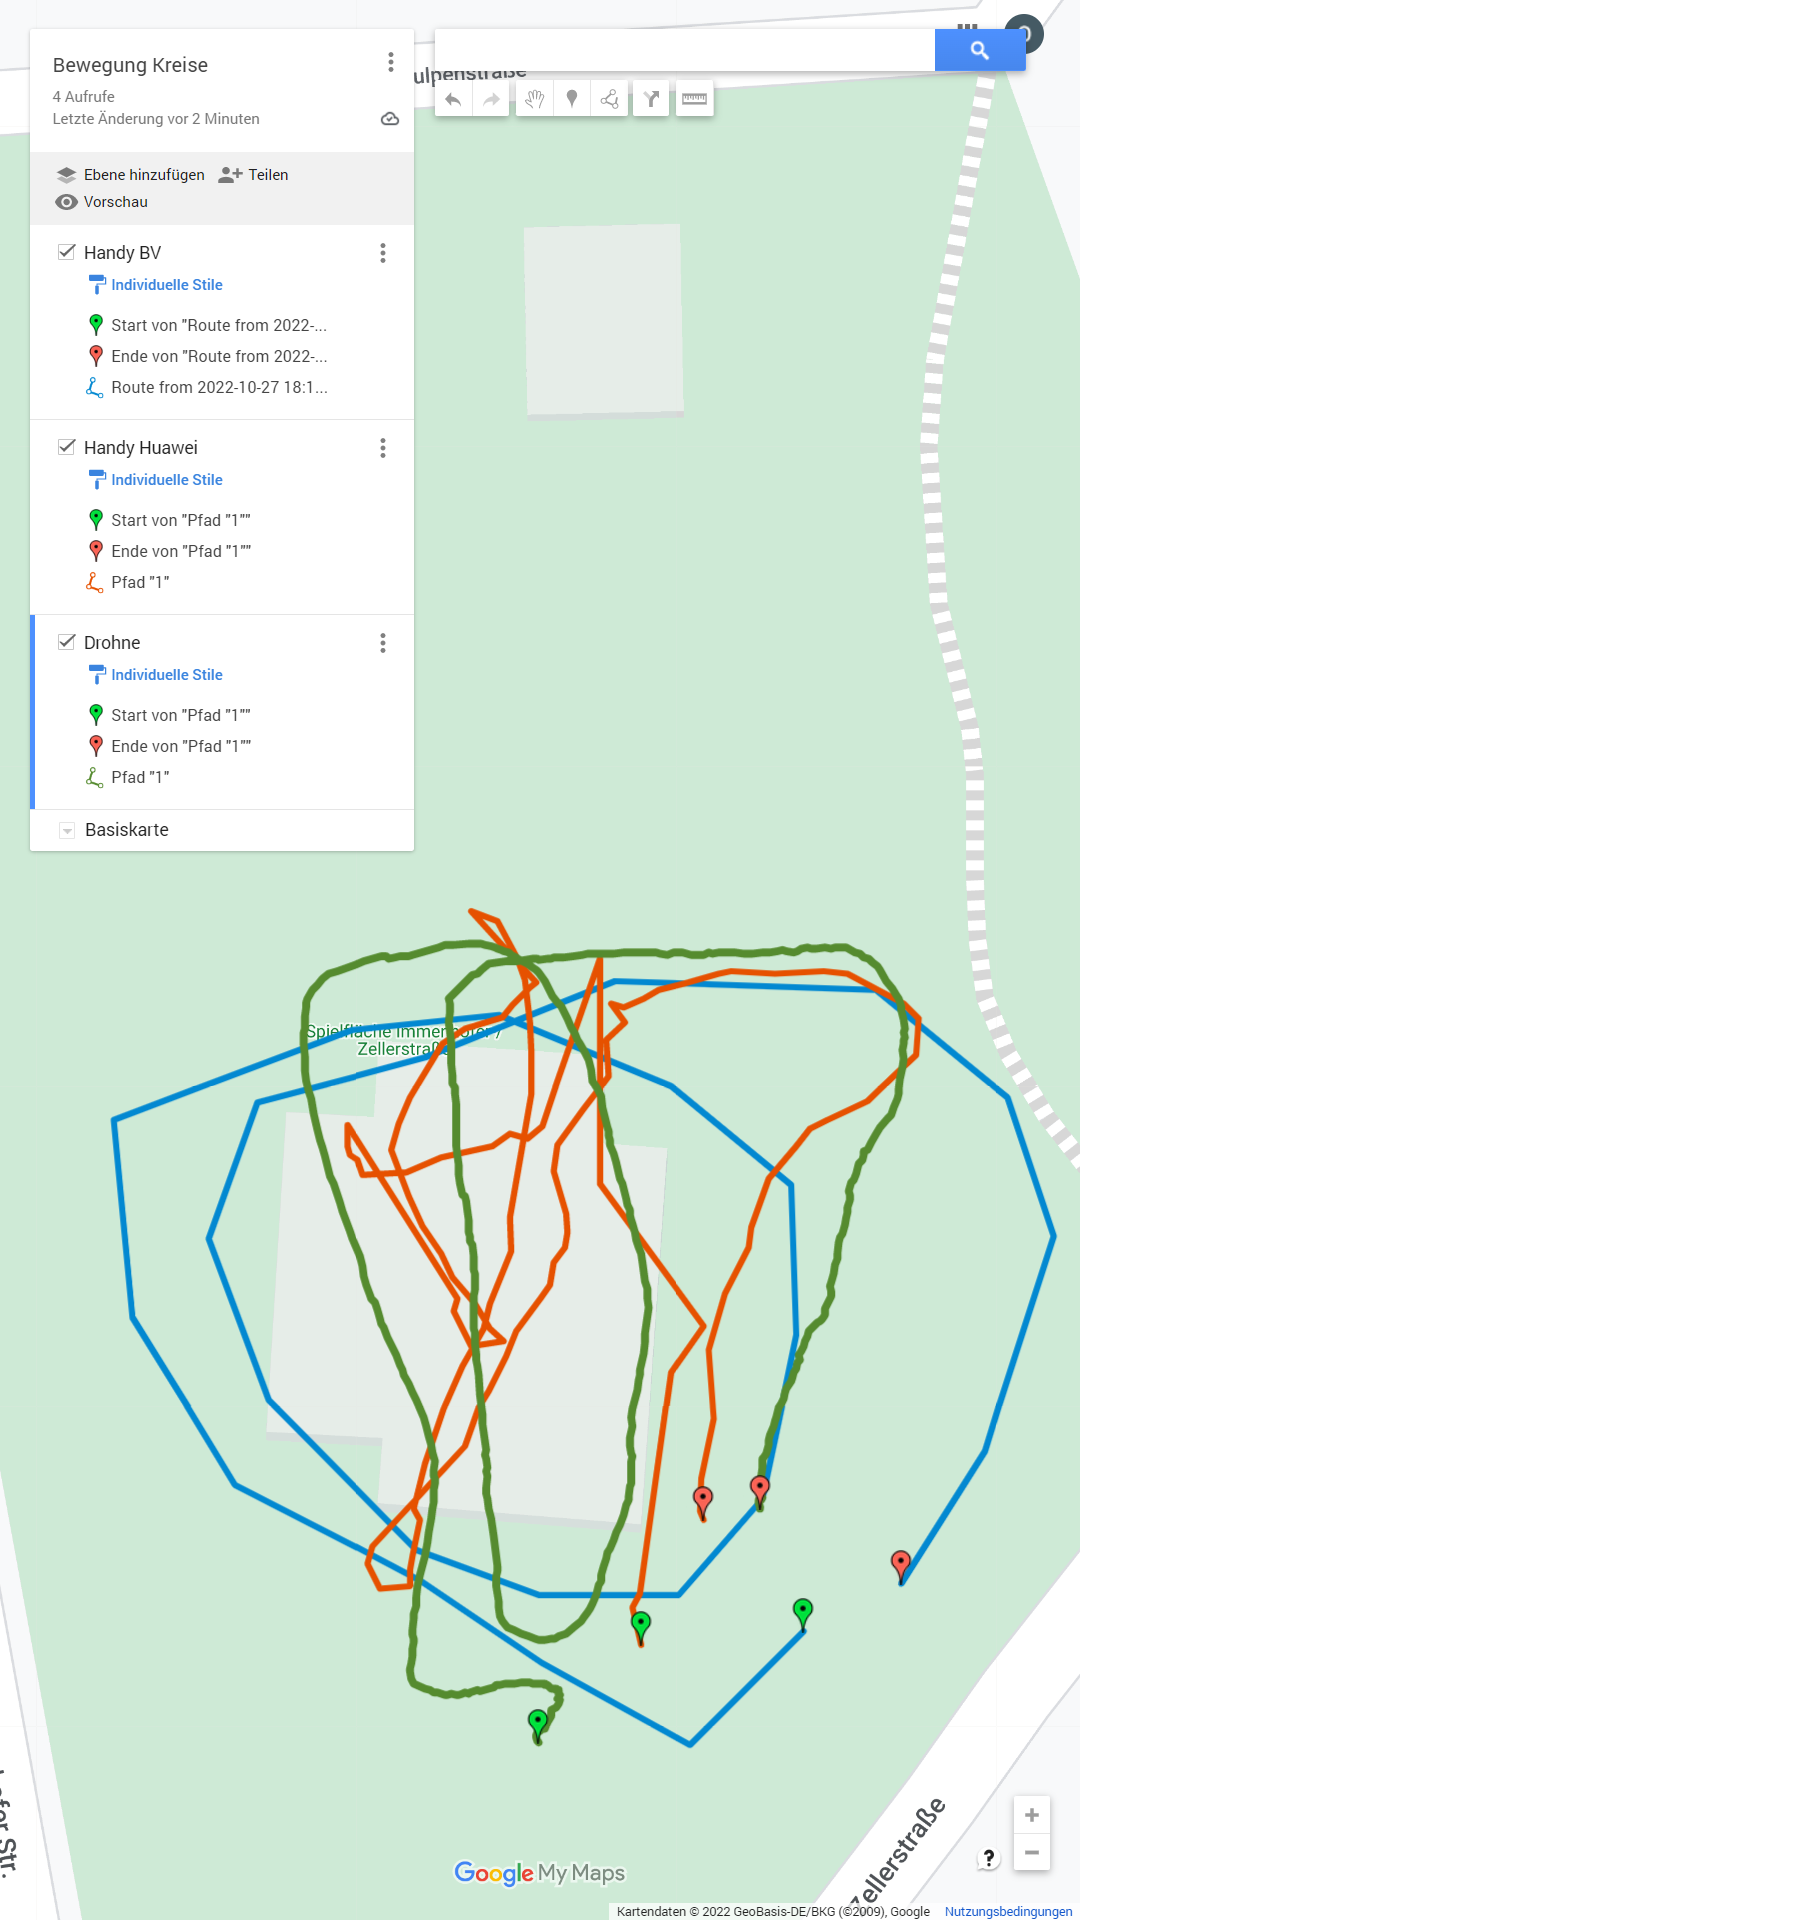 Bewegung Kreise
4 Aufrufe
Letzte Änderung vor 2 Minuten
Ebene hinzufügen
Teilen
Vorschau
Handy BV
Individuelle Stile
Start von "Route from 2022-...
Ende von "Route from 2022-...
Route from 2022-10-27 18:1...
Handy Huawei
Individuelle Stile
Start von "Pfad "1""
Ende von "Pfad "1""
Pfad "1"
Drohne
Individuelle Stile
Start von "Pfad "1""
Ende von "Pfad "1""
Pfad "1"
Basiskarte
ulpenstraße
Spielfläche Immenhofer /
Zellerstraße
Zellerstraße
Str.
?
+
−
Google My Maps
Kartendaten © 2022 GeoBasis-DE/BKG (©2009), Google
Nutzungsbedingungen